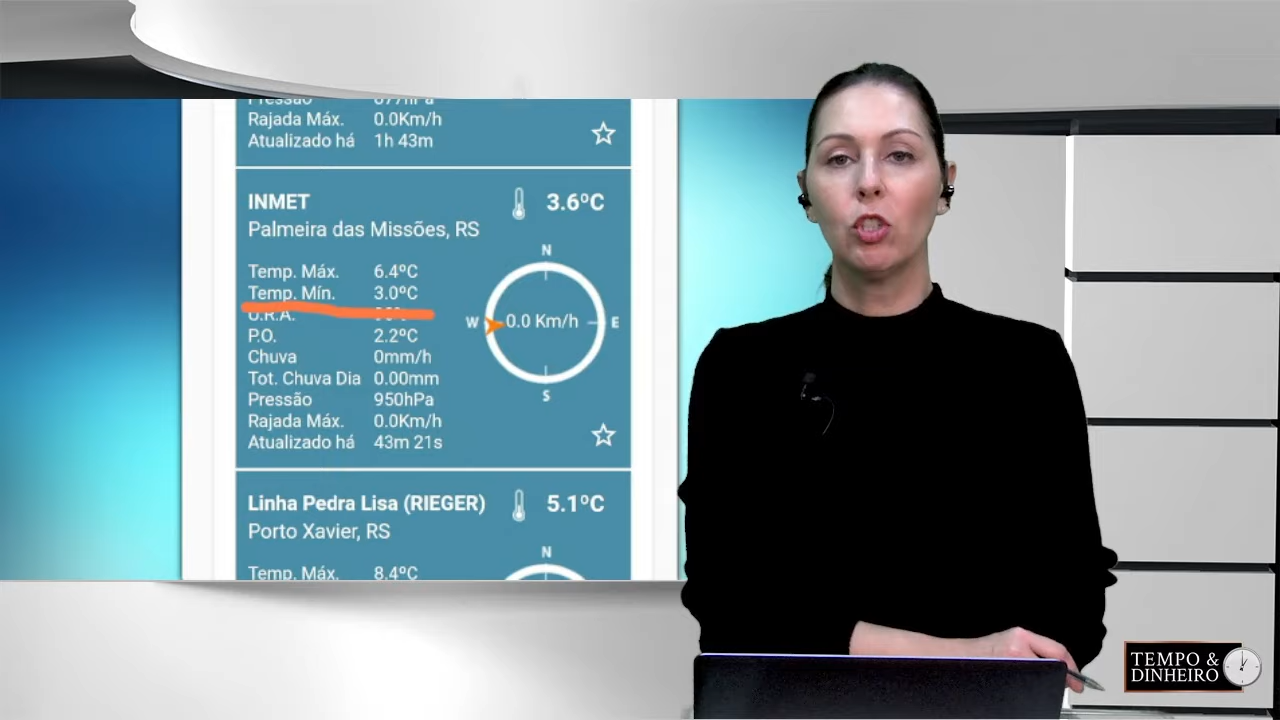 Pressão 877hPa
Rajada Máx. 0.0Km/h
Atualizado há 1h 43m
INMET 3.6ºC
Palmeira das Missões, RS
N
Temp. Máx. 6.4ºC
Temp. Mín. 3.0ºC
U.R.A.
W 0.0 Km/h E
P.O. 2.2ºC
Chuva 0mm/h
Tot. Chuva Dia 0.00mm
Pressão 950hPa
S
Rajada Máx. 0.0Km/h
Atualizado há 43m 21s
Linha Pedra Lisa (RIEGER) 5.1ºC
Porto Xavier, RS
N
Temp. Máx. 8.4ºC
TEMPO &
DINHEIRO